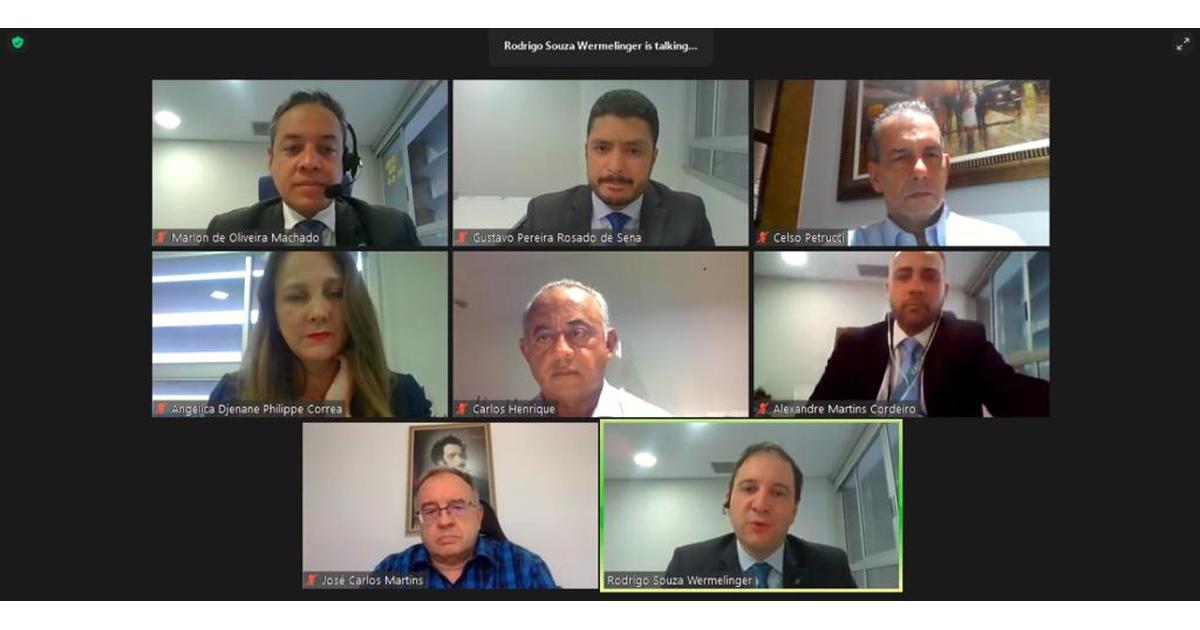 Rodrigo Souza Wermelinger is talking...
Marlon de Oliveira Machado
Gustavo Pereira Rosado de Sena
Celso Petrucci
Angélica Djenane Philippe Correa
Carlos Henrique
Alexandre Martins Cordeiro
José Carlos Martins
Rodrigo Souza Wermelinger